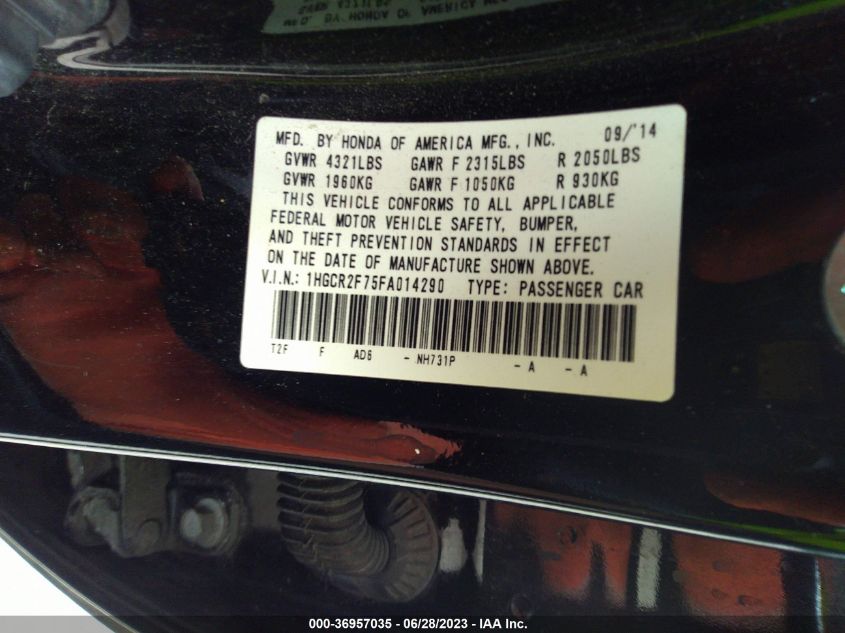 MFD. BY HONDA OF AMERICA MFG., INC. 09/'14
GVWR 4321LBS GAWR F 2315LBS R 2050LBS
GVWR 1960KG GAWR F 1050KG R 930KG
THIS VEHICLE CONFORMS TO ALL APPLICABLE
FEDERAL MOTOR VEHICLE SAFETY, BUMPER,
AND THEFT PREVENTION STANDARDS IN EFFECT
ON THE DATE OF MANUFACTURE SHOWN ABOVE.
V.I.N.: 1HGCR2F75FA014290 TYPE: PASSENGER CAR
T2F F AD6 - NH731P - A - A
000-36957035 - 06/28/2023 - IAA Inc.